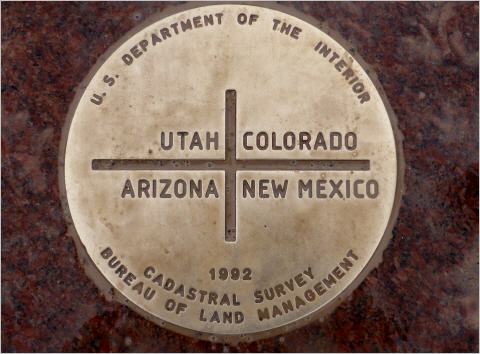 U. S. DEPARTMENT OF THE INTERIOR
UTAH COLORADO
ARIZONA NEW MEXICO
1992
CADASTRAL SURVEY
BUREAU OF LAND MANAGEMENT